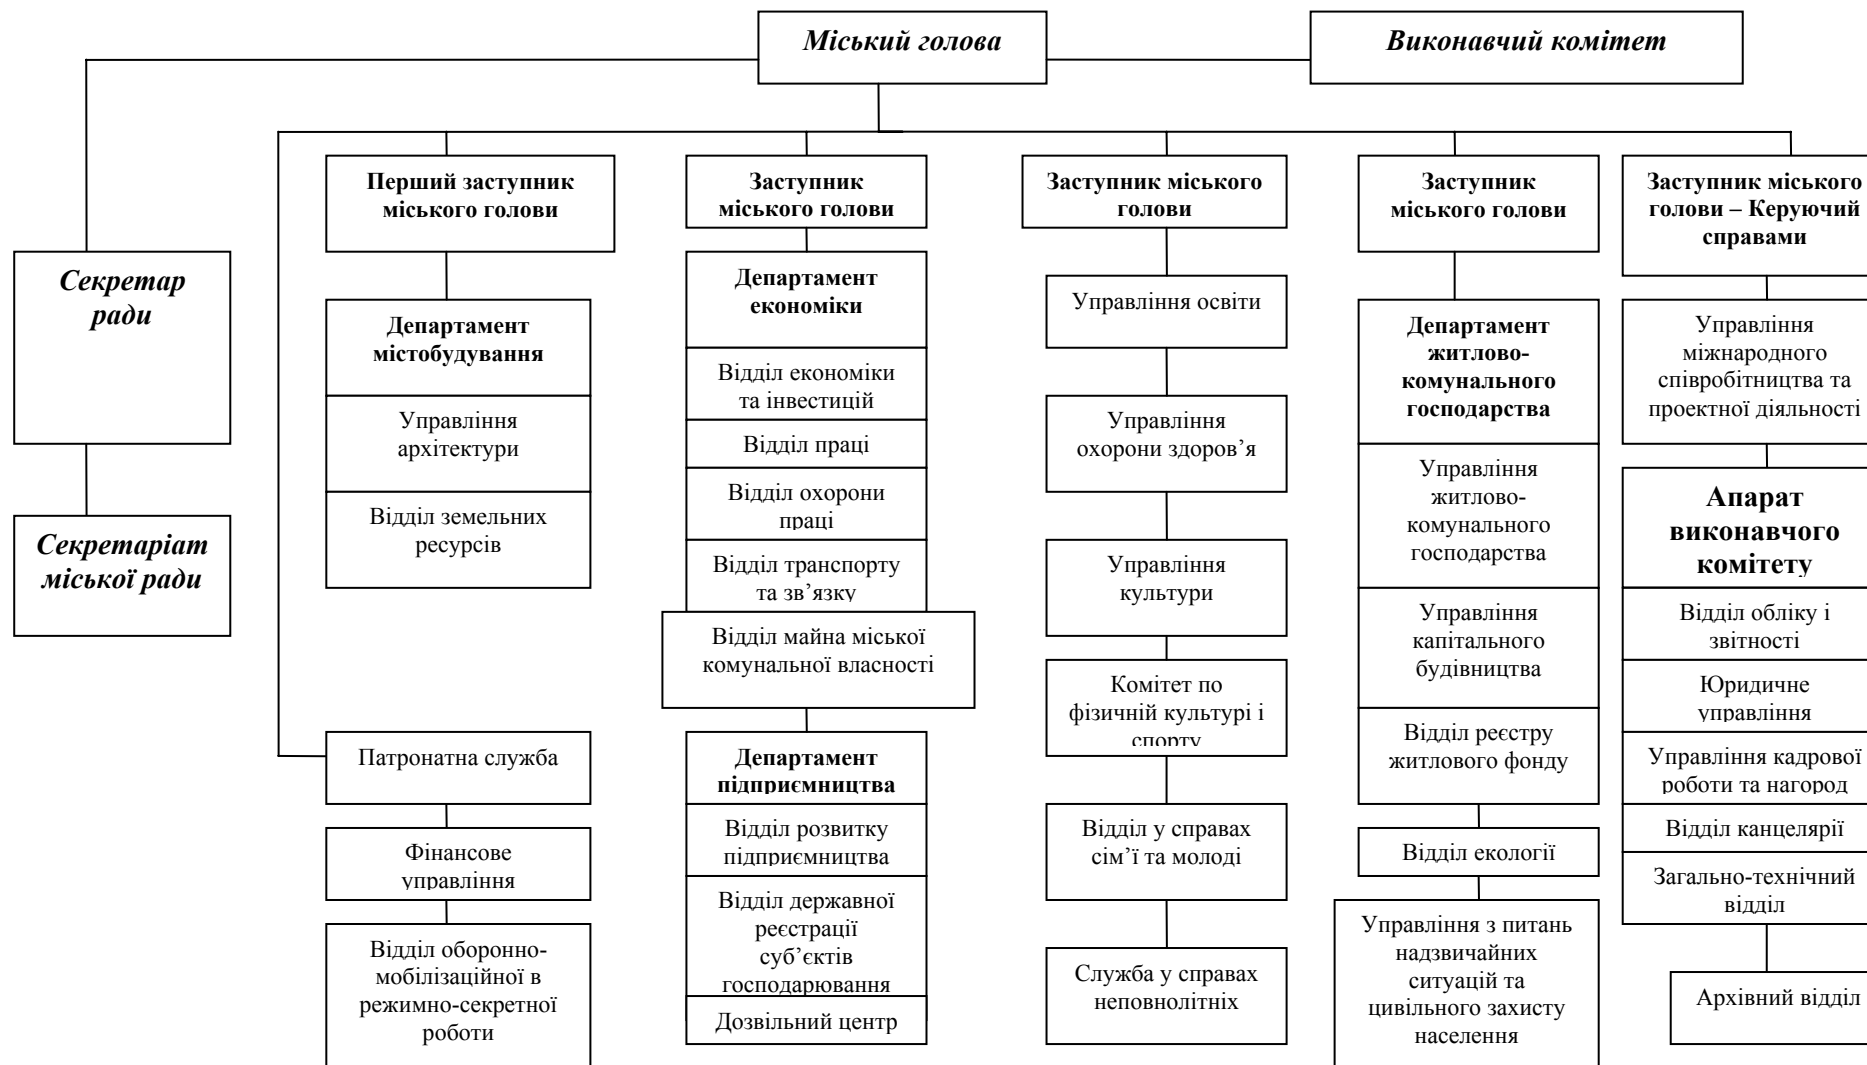 Міський голова
Виконавчий комітет
Секретар
ради
Секретаріат
міської ради
Перший заступник
міського голови
Департамент
містобудування
Управління
архітектури
Відділ земельних
ресурсів
Патронатна служба
Фінансове
управління
Відділ оборонно-
мобілізаційної в
режимно-секретної
роботи
Заступник
міського голови
Департамент
економіки
Відділ економіки
та інвестицій
Відділ праці
Відділ охорони
праці
Відділ транспорту
та зв’язку
Відділ майна міської
комунальної власності
Департамент
підприємництва
Відділ розвитку
підприємництва
Відділ державної
реєстрації
суб’єктів
господарювання
Дозвільний центр
Заступник міського
голови
Управління освіти
Управління
охорони здоров’я
Управління
культури
Комітет по
фізичній культурі і
спорту
Відділ у справах
сім’ї та молоді
Служба у справах
неповнолітніх
Заступник
міського голови
Департамент
житлово-
комунального
господарства
Управління
житлово-
комунального
господарства
Управління
капітального
будівництва
Відділ реєстру
житлового фонду
Відділ екології
Управління з питань
надзвичайних
ситуацій та
цивільного захисту
населення
Заступник міського
голови – Керуючий
справами
Управління
міжнародного
співробітництва та
проектної діяльності
Апарат
виконавчого
комітету
Відділ обліку і
звітності
Юридичне
управління
Управління кадрової
роботи та нагород
Відділ канцелярії
Загально-технічний
відділ
Архівний відділ